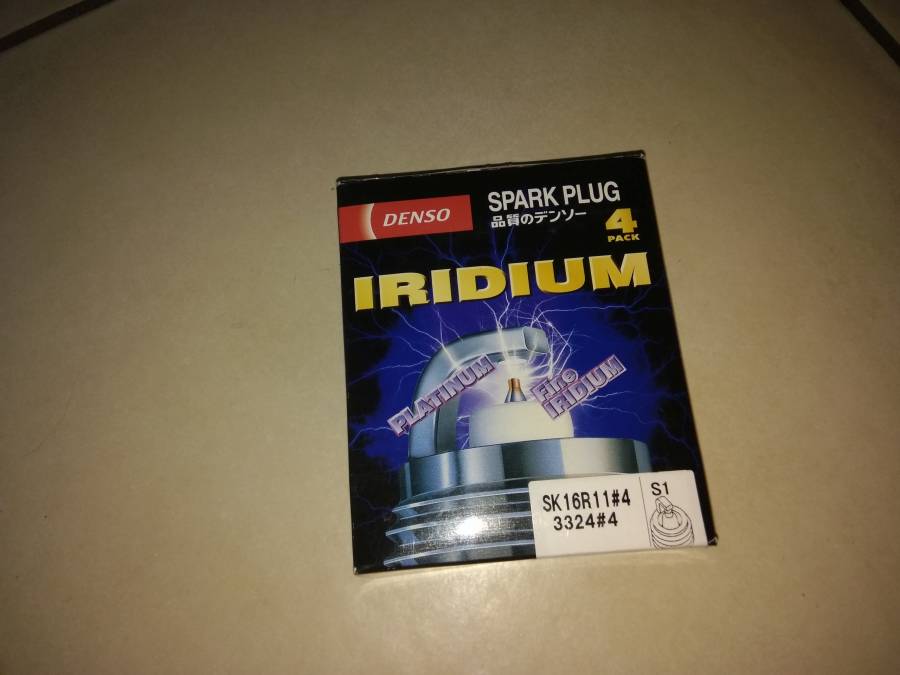 DENSO
SPARK PLUG
品質のデンソー
4
PACK
IRIDIUM
PLATINUM
Fine
IRIDIUM
SK16R11#4
3324#4
S1